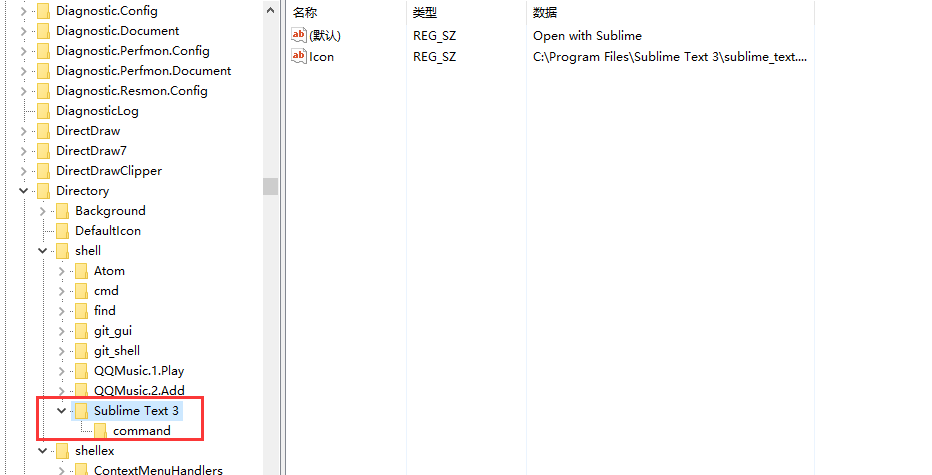 Diagnostic.Config
Diagnostic.Document
Diagnostic.Perfmon.Config
Diagnostic.Perfmon.Document
Diagnostic.Resmon.Config
DiagnosticLog
DirectDraw
DirectDraw7
DirectDrawClipper
Directory
Background
DefaultIcon
shell
Atom
cmd
find
git_gui
git_shell
QQMusic.1.Play
QQMusic.2.Add
Sublime Text 3
command
shellex
ContextMenuHandlers
名称 类型 数据
ab (默认) REG_SZ Open with Sublime
ab Icon REG_SZ C:\Program Files\Sublime Text 3\sublime_text....